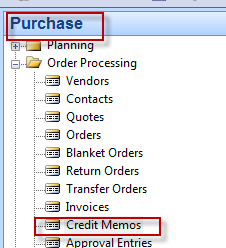 Purchase
Planning
Order Processing
Vendors
Contacts
Quotes
Orders
Blanket Orders
Return Orders
Transfer Orders
Invoices
Credit Memos
Approval Entries